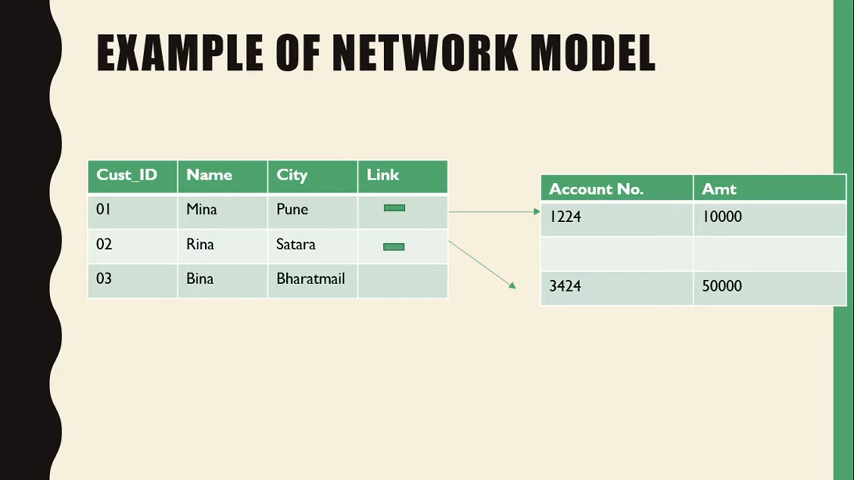 EXAMPLE OF NETWORK MODEL
Cust_ID Name City Link
01 Mina Pune
02 Rina Satara
03 Bina Bharatmail
Account No. Amt
1224 10000
3424 50000